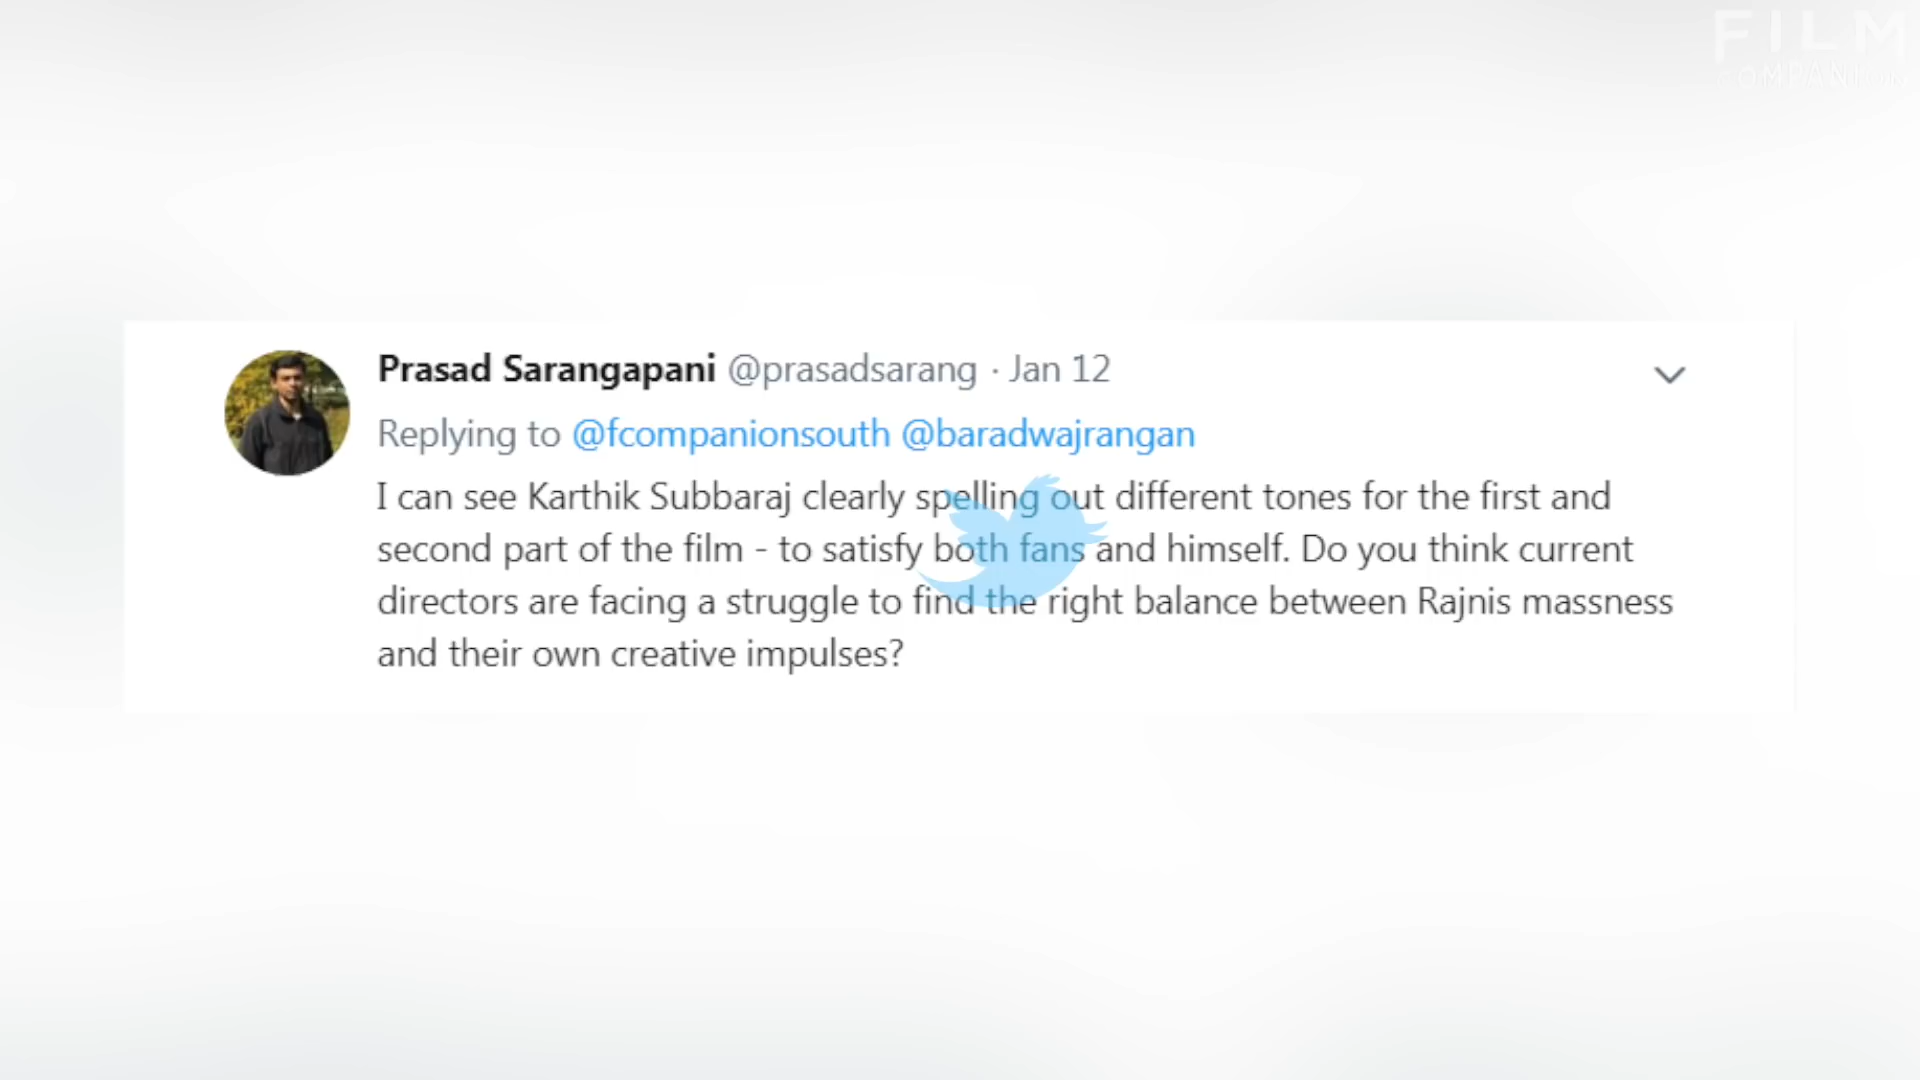 FILM
COMPANION
Prasad Sarangapani @prasadsarang · Jan 12
Replying to @fcompanionsouth @baradwajrangan
I can see Karthik Subbaraj clearly spelling out different tones for the first and
second part of the film - to satisfy both fans and himself. Do you think current
directors are facing a struggle to find the right balance between Rajnis massness
and their own creative impulses?